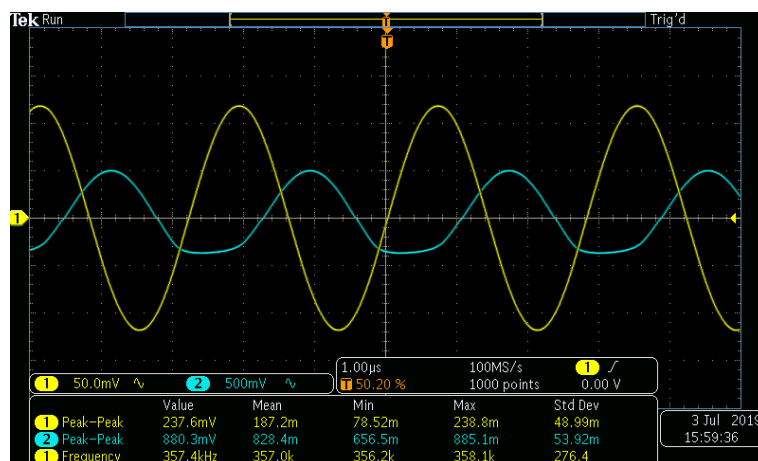 Tek Run Trig'd
T
T
1
1.00µs 100MS/s 1 ∫
1 50.0mV ∿ 2 500mV ∿ T 50.20 % 1000 points 0.00 V
Value Mean Min Max Std Dev
1 Peak–Peak 237.6mV 187.2m 78.52m 238.8m 48.99m
2 Peak–Peak 880.3mV 828.4m 656.5m 885.1m 53.92m
1 Frequency 357.4kHz 357.0k 356.2k 358.1k 276.4
3 Jul 2019
15:59:36